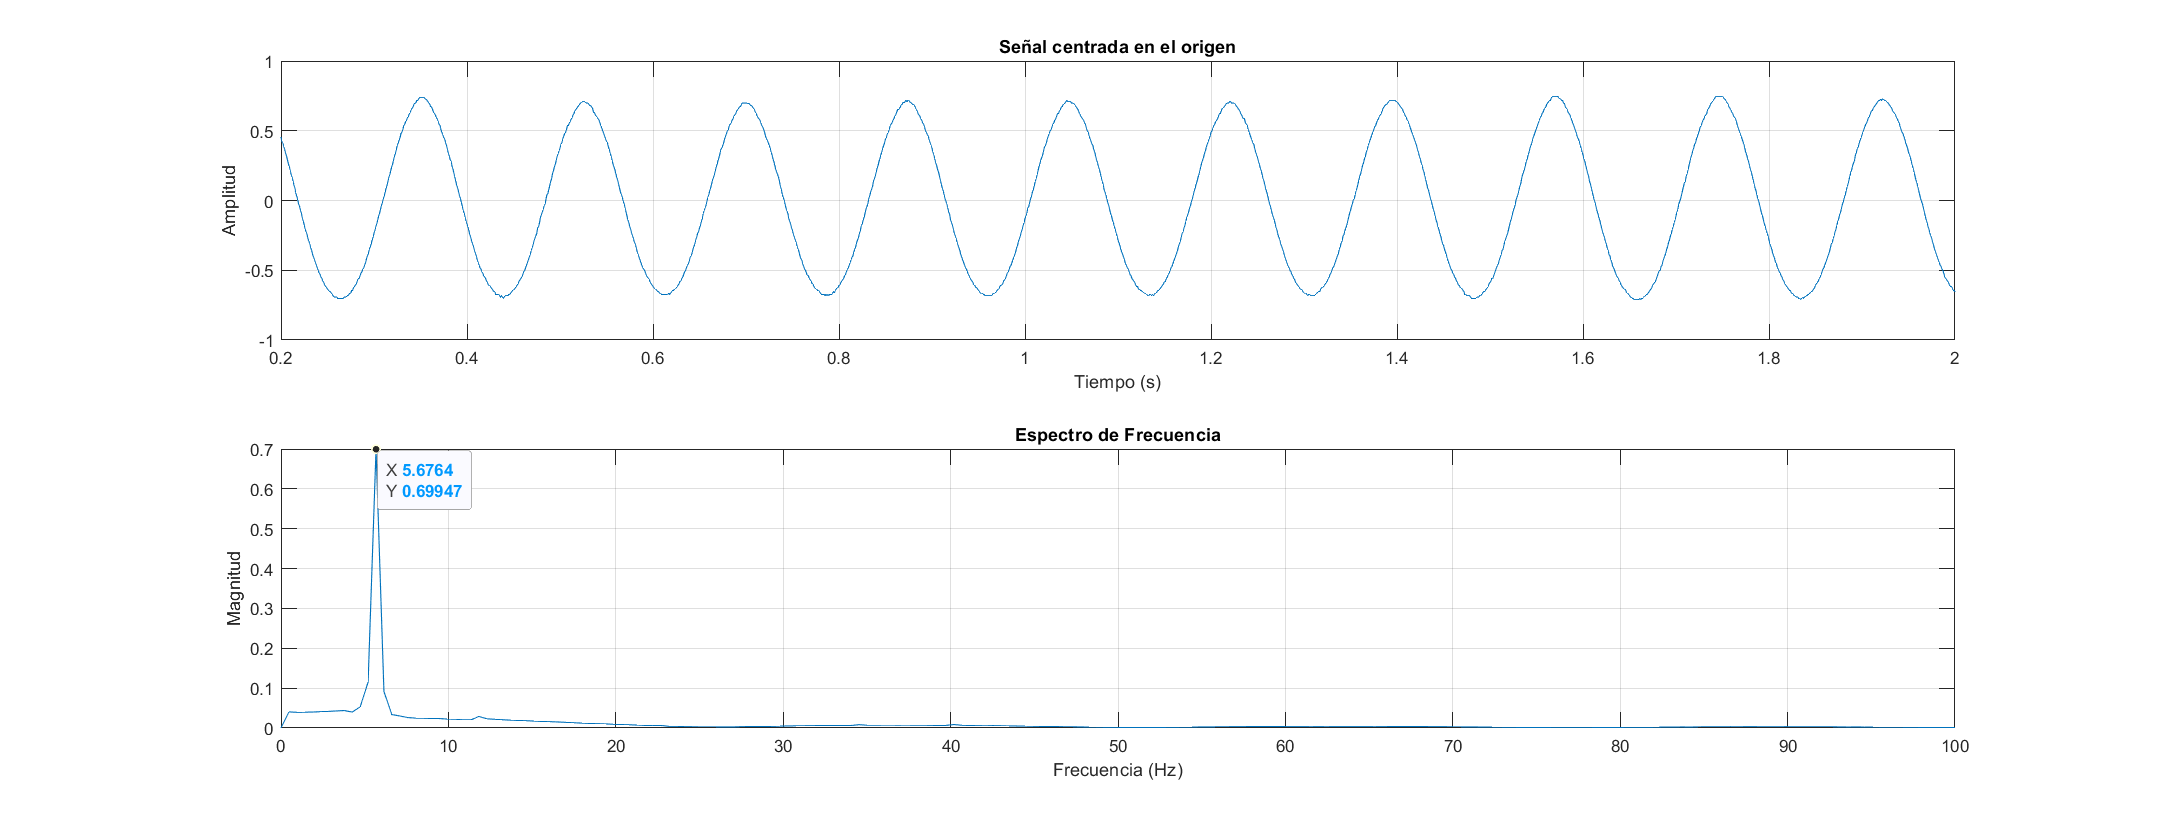 Señal centrada en el origen
1
0.5
0
-0.5
-1
Amplitud
0.2 0.4 0.6 0.8 1 1.2 1.4 1.6 1.8 2
Tiempo (s)
Espectro de Frecuencia
0.7
0.6
0.5
0.4
0.3
0.2
0.1
0
Magnitud
X 5.6764
Y 0.69947
0 10 20 30 40 50 60 70 80 90 100
Frecuencia (Hz)